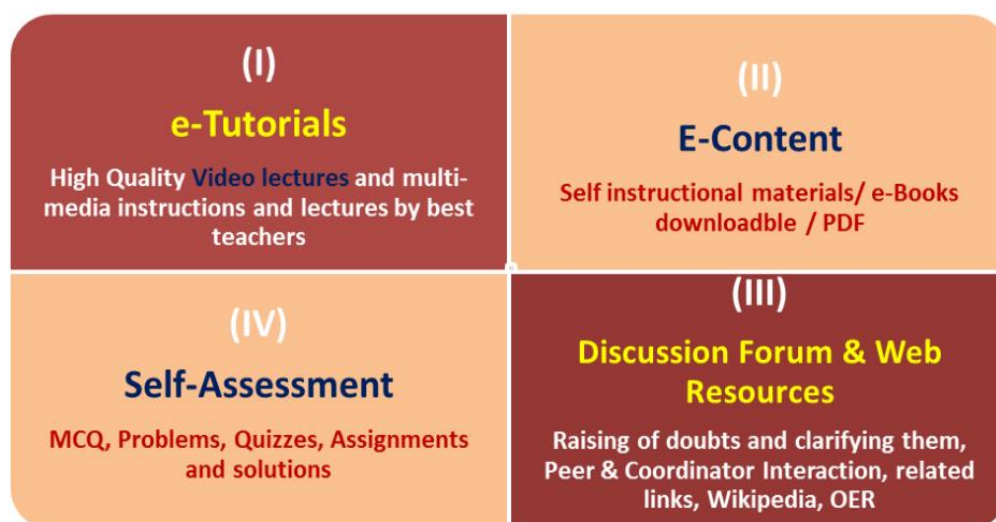 (I)
e-Tutorials
High Quality Video lectures and multi-
media instructions and lectures by best
teachers
(II)
E-Content
Self instructional materials/ e-Books
downloadble / PDF
(IV)
Self-Assessment
MCQ, Problems, Quizzes, Assignments
and solutions
(III)
Discussion Forum & Web
Resources
Raising of doubts and clarifying them,
Peer & Coordinator Interaction, related
links, Wikipedia, OER